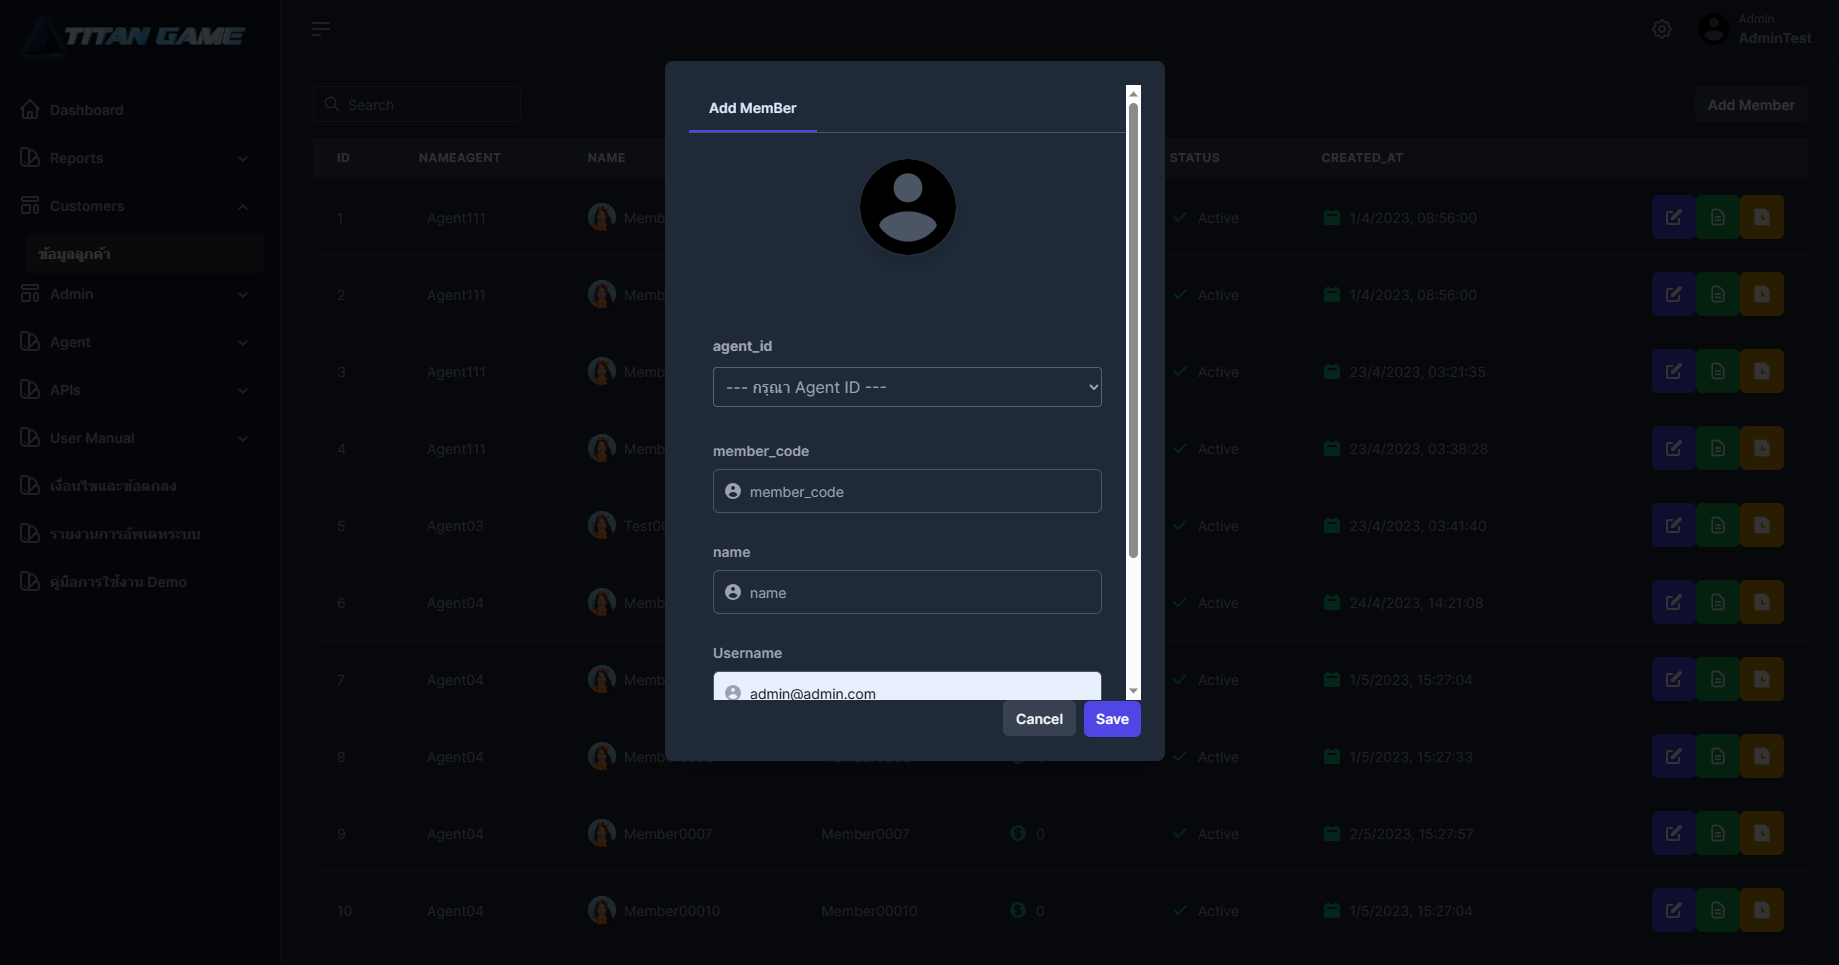 TITAN GAME
Admin
AdminTest
Dashboard
Reports
Customers
ข้อมูลลูกค้า
Admin
Agent
APIs
User Manual
เงื่อนไขและข้อตกลง
รายงานการอัพเดทระบบ
คู่มือการใช้งาน Demo
Search
Add Member
ID NAMEAGENT NAME STATUS CREATED_AT
1 Agent111 Memb Active 1/4/2023, 08:56:00
2 Agent111 Memb Active 1/4/2023, 08:56:00
3 Agent111 Memb Active 23/4/2023, 03:21:35
4 Agent111 Memb Active 23/4/2023, 03:38:28
5 Agent03 Test00 Active 23/4/2023, 03:41:40
6 Agent04 Memb Active 24/4/2023, 14:21:08
7 Agent04 Memb Active 1/5/2023, 15:27:04
8 Agent04 Memb Active 1/5/2023, 15:27:33
9 Agent04 Member0007 Member0007 0 Active 2/5/2023, 15:27:57
10 Agent04 Member00010 Member00010 0 Active 1/5/2023, 15:27:04
Add MemBer
agent_id
--- กรุณา Agent ID ---
member_code
member_code
name
name
Username
admin@admin.com
Cancel Save